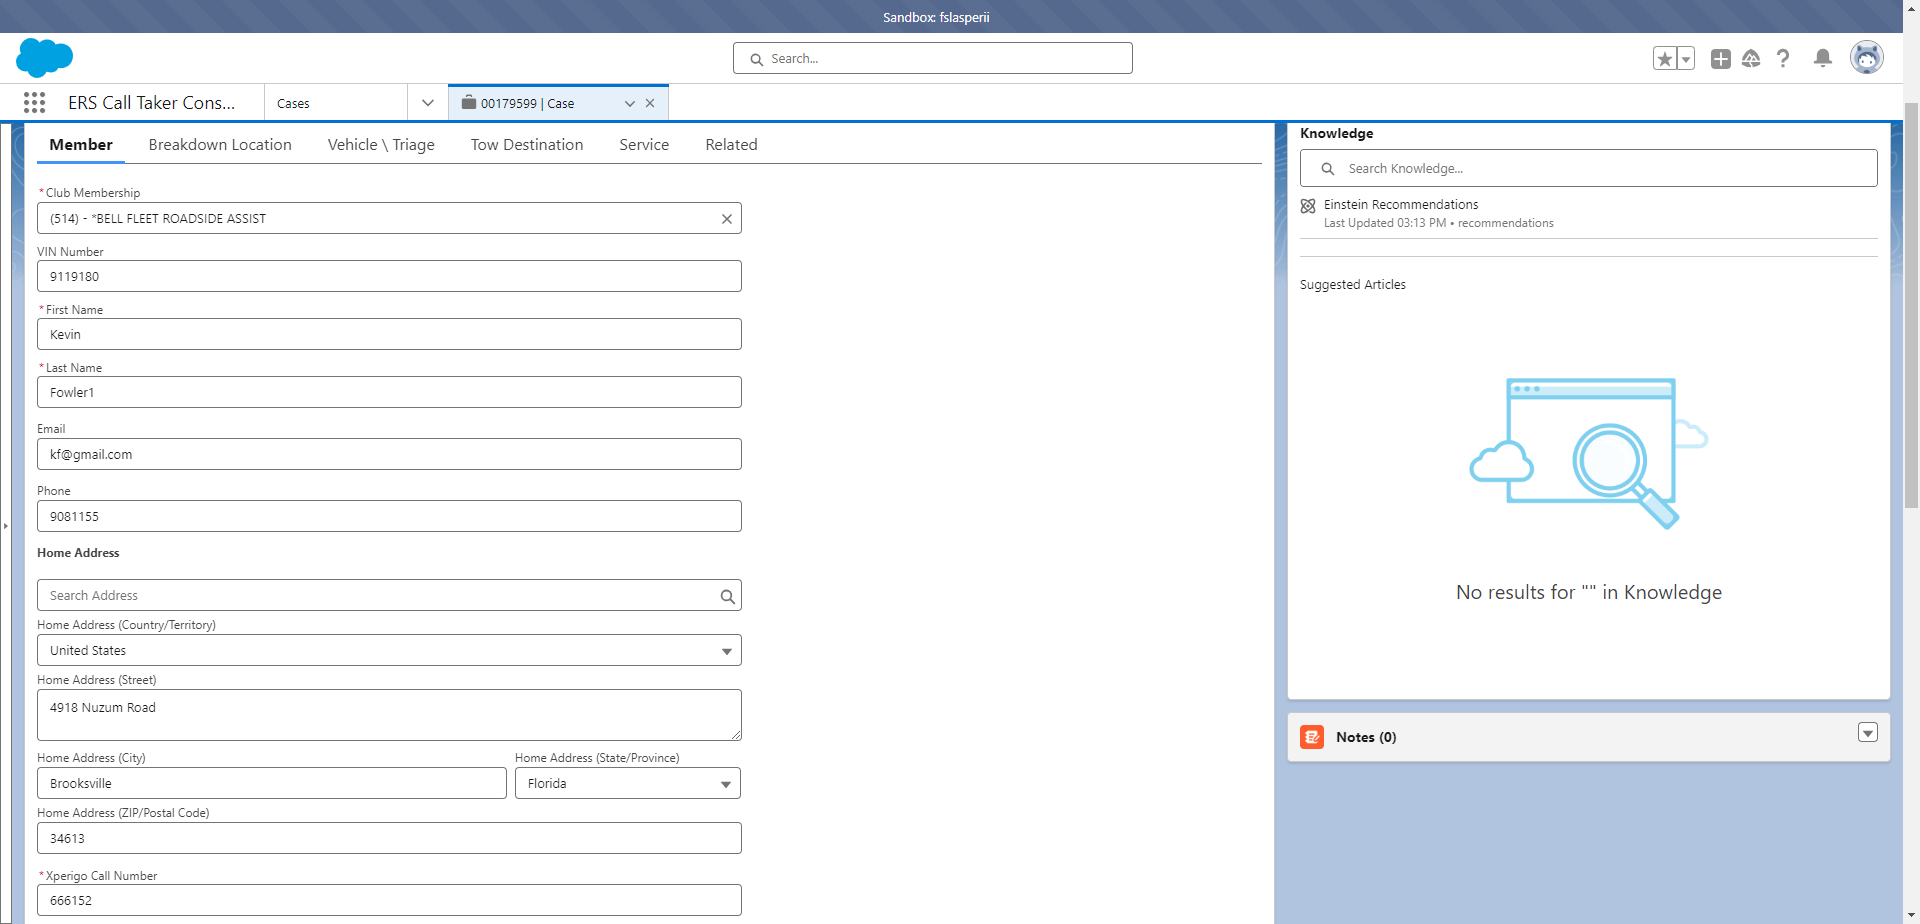 Sandbox: fslasperii
Search...
ERS Call Taker Cons...
Cases
00179599 | Case
Member
Breakdown Location
Vehicle \ Triage
Tow Destination
Service
Related
*Club Membership
(514) - *BELL FLEET ROADSIDE ASSIST
VIN Number
9119180
*First Name
Kevin
*Last Name
Fowler1
Email
kf@gmail.com
Phone
9081155
Home Address
Search Address
Home Address (Country/Territory)
United States
Home Address (Street)
4918 Nuzum Road
Home Address (City)
Home Address (State/Province)
Brooksville
Florida
Home Address (ZIP/Postal Code)
34613
*Xperigo Call Number
666152
Knowledge
Search Knowledge...
Einstein Recommendations
Last Updated 03:13 PM • recommendations
Suggested Articles
No results for "" in Knowledge
Notes (0)